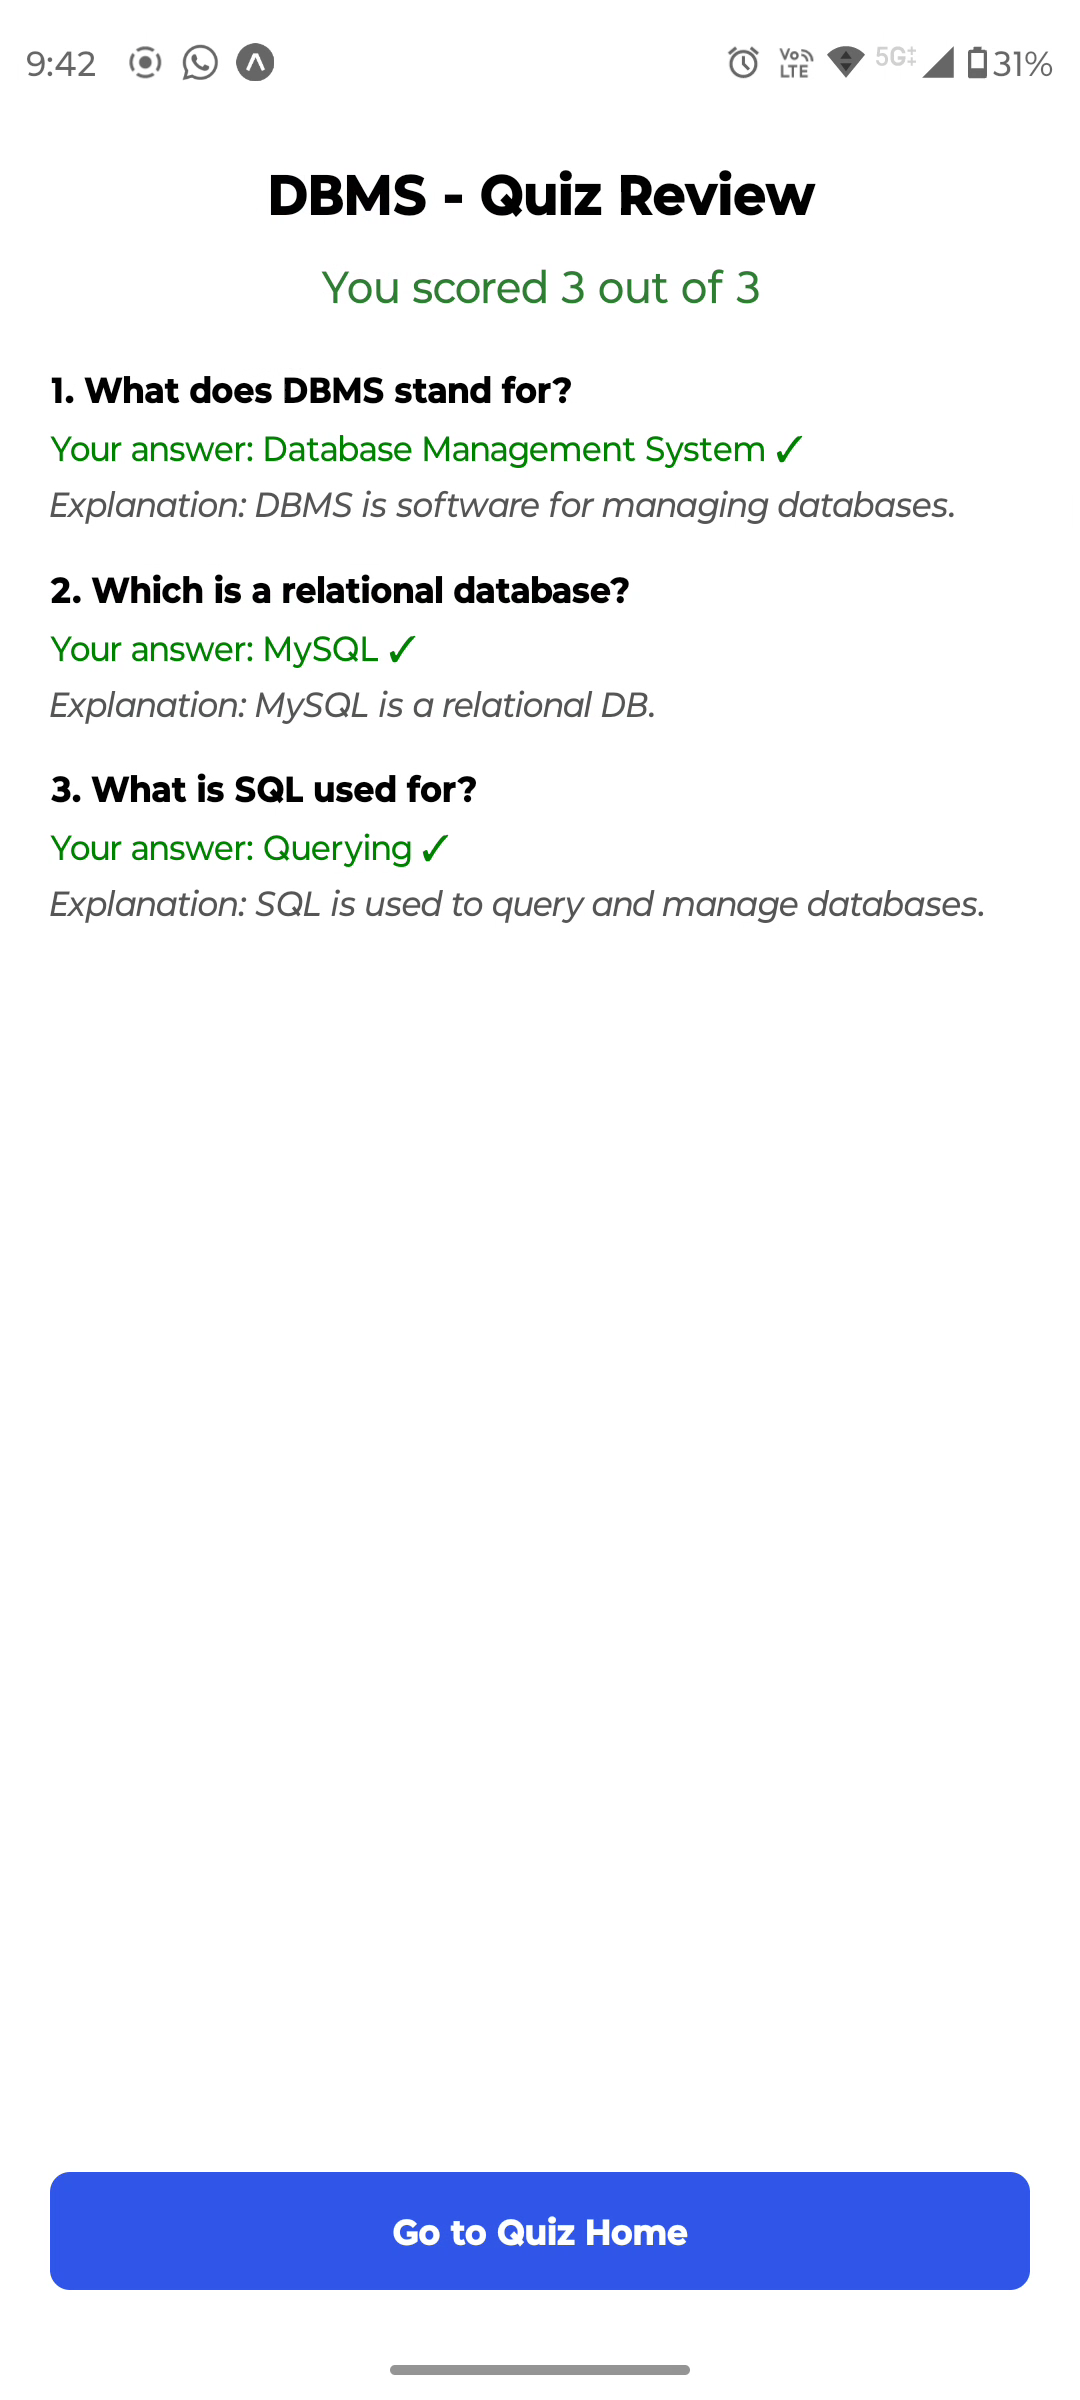 9:42
Vo LTE 5G 31%
DBMS - Quiz Review
You scored 3 out of 3
1. What does DBMS stand for?
Your answer: Database Management System ✓
Explanation: DBMS is software for managing databases.
2. Which is a relational database?
Your answer: MySQL ✓
Explanation: MySQL is a relational DB.
3. What is SQL used for?
Your answer: Querying ✓
Explanation: SQL is used to query and manage databases.
Go to Quiz Home